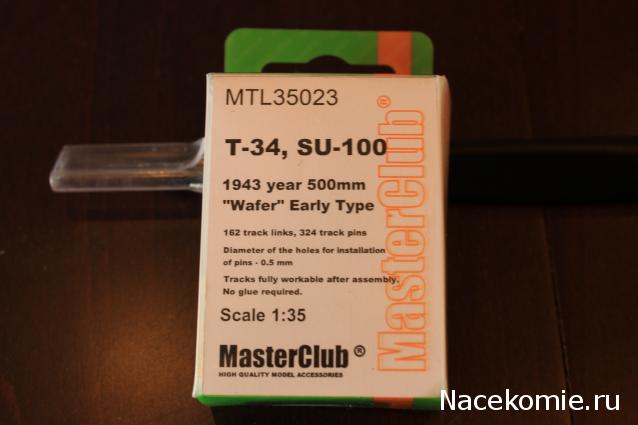 MTL35023
T-34, SU-100
1943 year 500mm
"Wafer" Early Type
162 track links, 324 track pins
Diameter of the holes for installation
of pins - 0.5 mm
Tracks fully workable after assembly.
No glue required.
Scale 1:35
MasterClub ®
HIGH QUALITY MODEL ACCESSORIES
MasterClub®
Nacekomie.ru